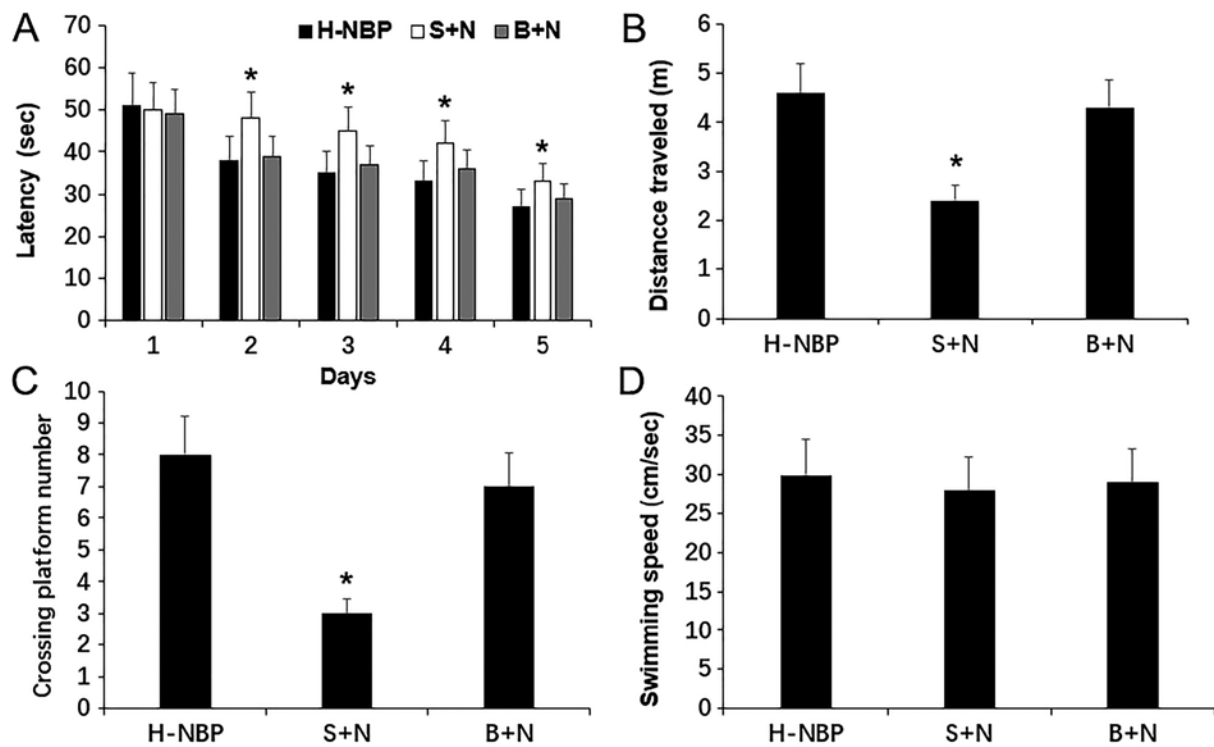 A
H-NBP S+N B+N
Latency (sec)
70
60
50
40
30
20
10
0
* * * *
1 2 3 4 5
Days
B
Distancce traveled (m)
6
5
4
3
2
1
0
*
H-NBP S+N B+N
C
Crossing platform number
10
9
8
7
6
5
4
3
2
1
0
*
H-NBP S+N B+N
D
Swimming speed (cm/sec)
40
35
30
25
20
15
10
5
0
H-NBP S+N B+N